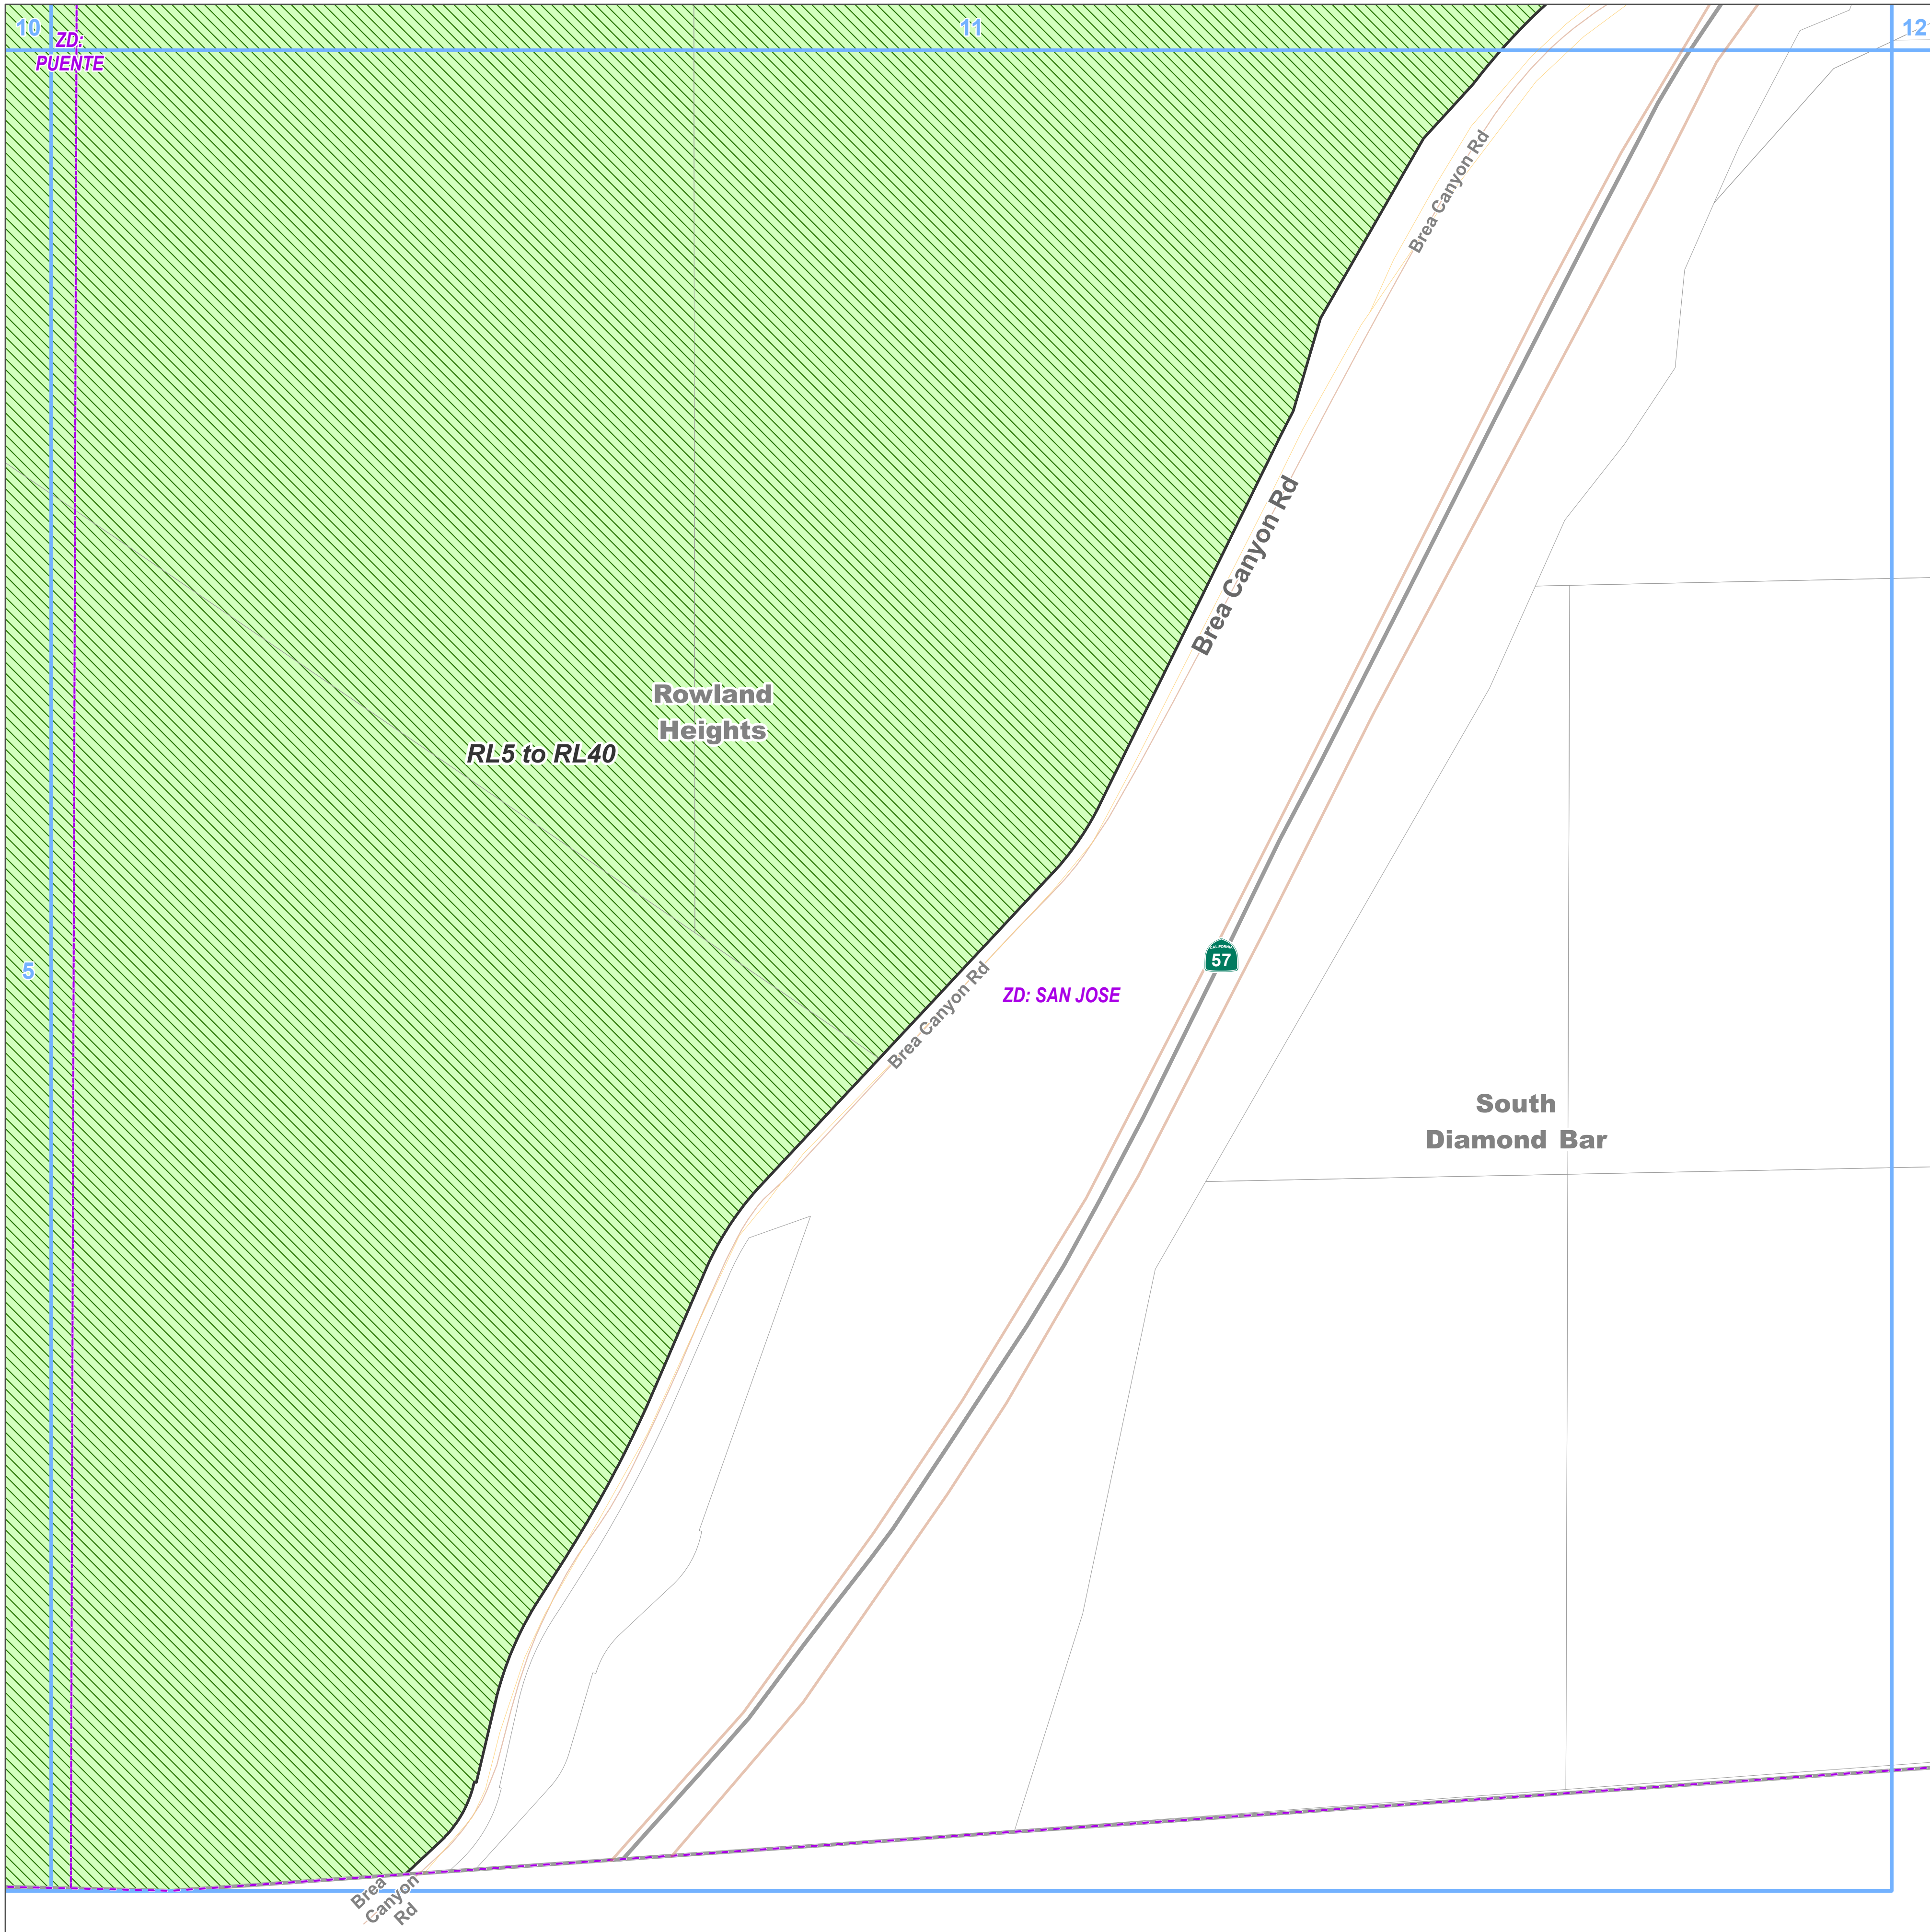 10
11
12
ZD:
PUENTE
Brea Canyon Rd
Brea Canyon Rd
Rowland
Heights
RL5 to RL40
CALIFORNIA
57
5
Brea Canyon Rd
ZD: SAN JOSE
South
Diamond Bar
Brea
Canyon
Rd